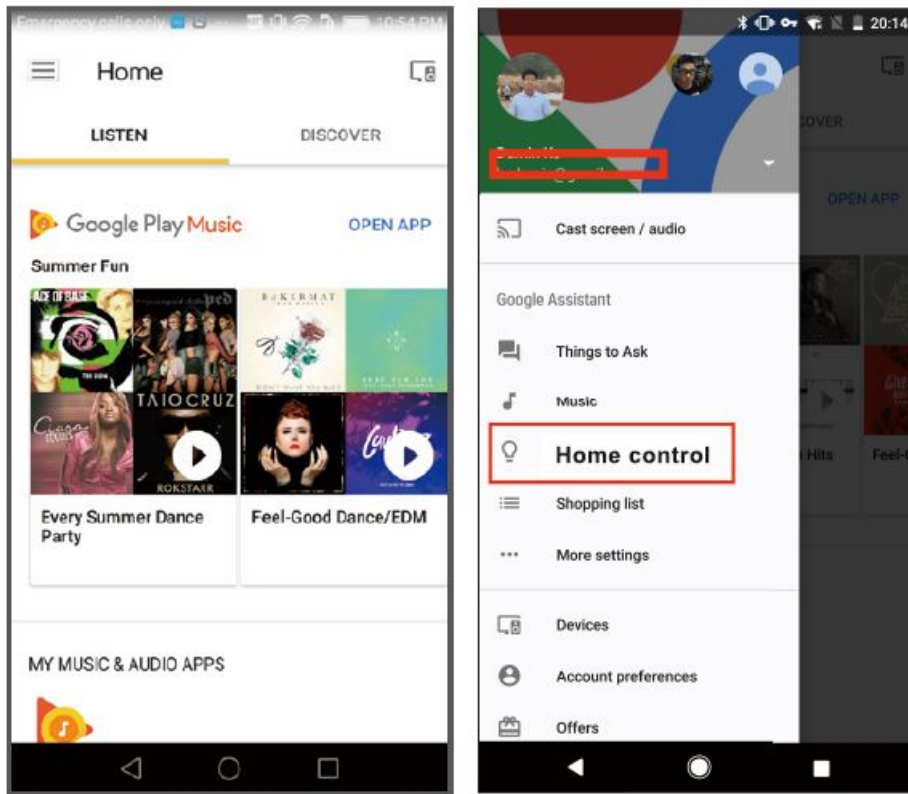 Emergency calls only
10:54 PM
Home
LISTEN
DISCOVER
Google Play Music
OPEN APP
Summer Fun
ACE OF BASE
BAKERMAT
TAIO CRUZ
Ciara
ROKSTARR
Every Summer Dance
Party
Feel-Good Dance/EDM
MY MUSIC & AUDIO APPS
20:14
Cast screen / audio
Google Assistant
Things to Ask
Music
Home control
Shopping list
More settings
Devices
Account preferences
Offers
OVER
OPEN APP
Hits
Feel-